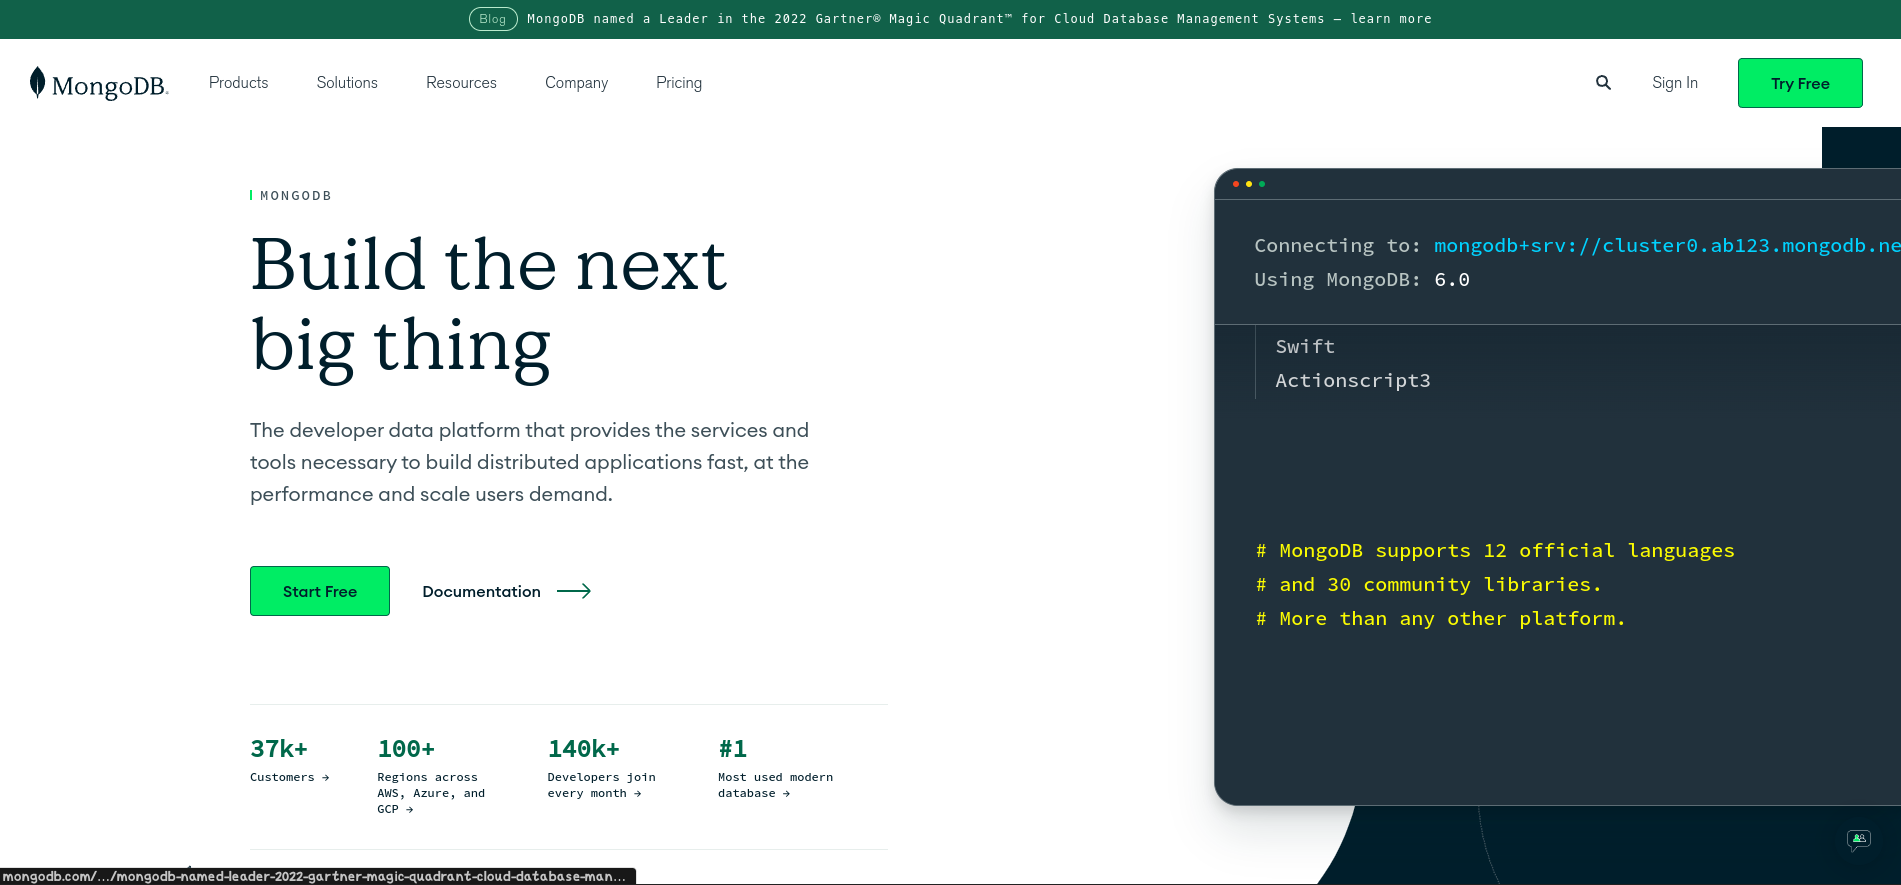 Blog MongoDB named a Leader in the 2022 Gartner® Magic Quadrant™ for Cloud Database Management Systems – learn more
MongoDB®
Products
Solutions
Resources
Company
Pricing
Sign In
Try Free
MONGODB
Build the next
big thing
The developer data platform that provides the services and
tools necessary to build distributed applications fast, at the
performance and scale users demand.
Start Free
Documentation
37k+
Customers →
100+
Regions across
AWS, Azure, and
GCP →
140k+
Developers join
every month →
#1
Most used modern
database →
Connecting to: mongodb+srv://cluster0.ab123.mongodb.ne
Using MongoDB: 6.0
Swift
Actionscript3
# MongoDB supports 12 official languages
# and 30 community libraries.
# More than any other platform.
mongodb.com/.../mongodb-named-leader-2022-gartner-magic-quadrant-cloud-database-man...